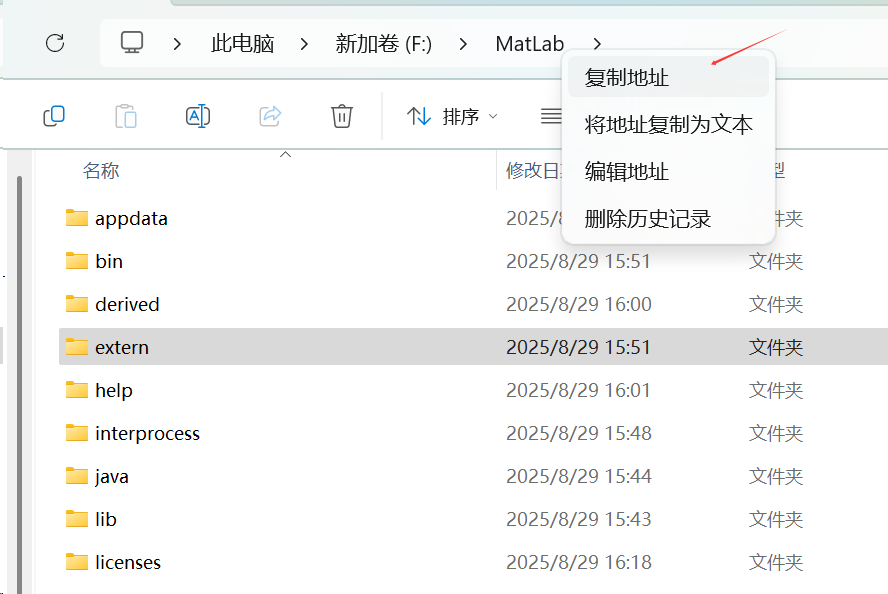 此电脑 新加卷 (F:) MatLab
复制地址
将地址复制为文本
编辑地址
删除历史记录
排序
名称 修改日 型
appdata 2025/8 件夹
bin 2025/8/29 15:51 文件夹
derived 2025/8/29 16:00 文件夹
extern 2025/8/29 15:51 文件夹
help 2025/8/29 16:01 文件夹
interprocess 2025/8/29 15:48 文件夹
java 2025/8/29 15:44 文件夹
lib 2025/8/29 15:43 文件夹
licenses 2025/8/29 16:18 文件夹